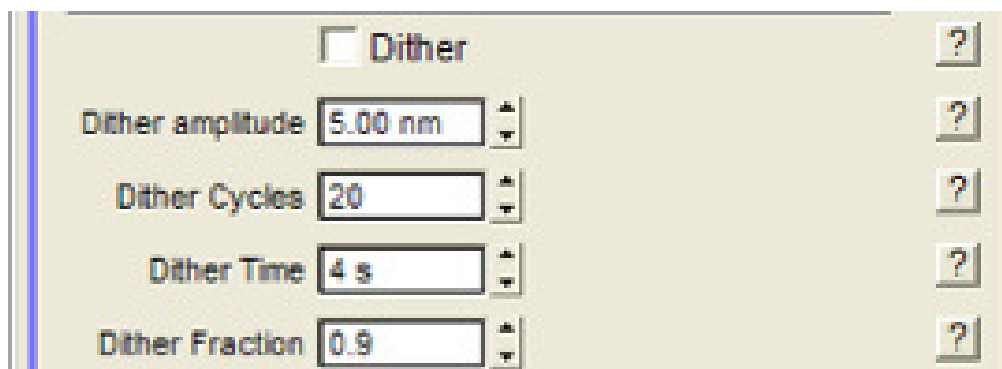 Dither ?
Dither amplitude 5.00 nm ?
Dither Cycles 20 ?
Dither Time 4 s ?
Dither Fraction 0.9 ?